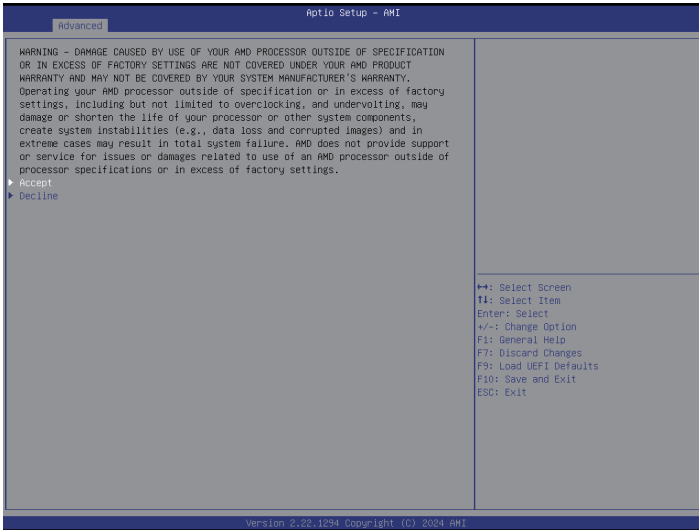 Aptio Setup – AMI
Advanced
WARNING – DAMAGE CAUSED BY USE OF YOUR AMD PROCESSOR OUTSIDE OF SPECIFICATION
OR IN EXCESS OF FACTORY SETTINGS ARE NOT COVERED UNDER YOUR AMD PRODUCT
WARRANTY AND MAY NOT BE COVERED BY YOUR SYSTEM MANUFACTURER'S WARRANTY.
Operating your AMD processor outside of specification or in excess of factory
settings, including but not limited to overclocking, and undervolting, may
damage or shorten the life of your processor or other system components,
create system instabilities (e.g., data loss and corrupted images) and in
extreme cases may result in total system failure. AMD does not provide support
or service for issues or damages related to use of an AMD processor outside of
processor specifications or in excess of factory settings.
▶ Accept
▶ Decline
↔: Select Screen
↑↓: Select Item
Enter: Select
+/-: Change Option
F1: General Help
F7: Discard Changes
F9: Load UEFI Defaults
F10: Save and Exit
ESC: Exit
Version 2.22.1294 Copyright (C) 2024 AMI